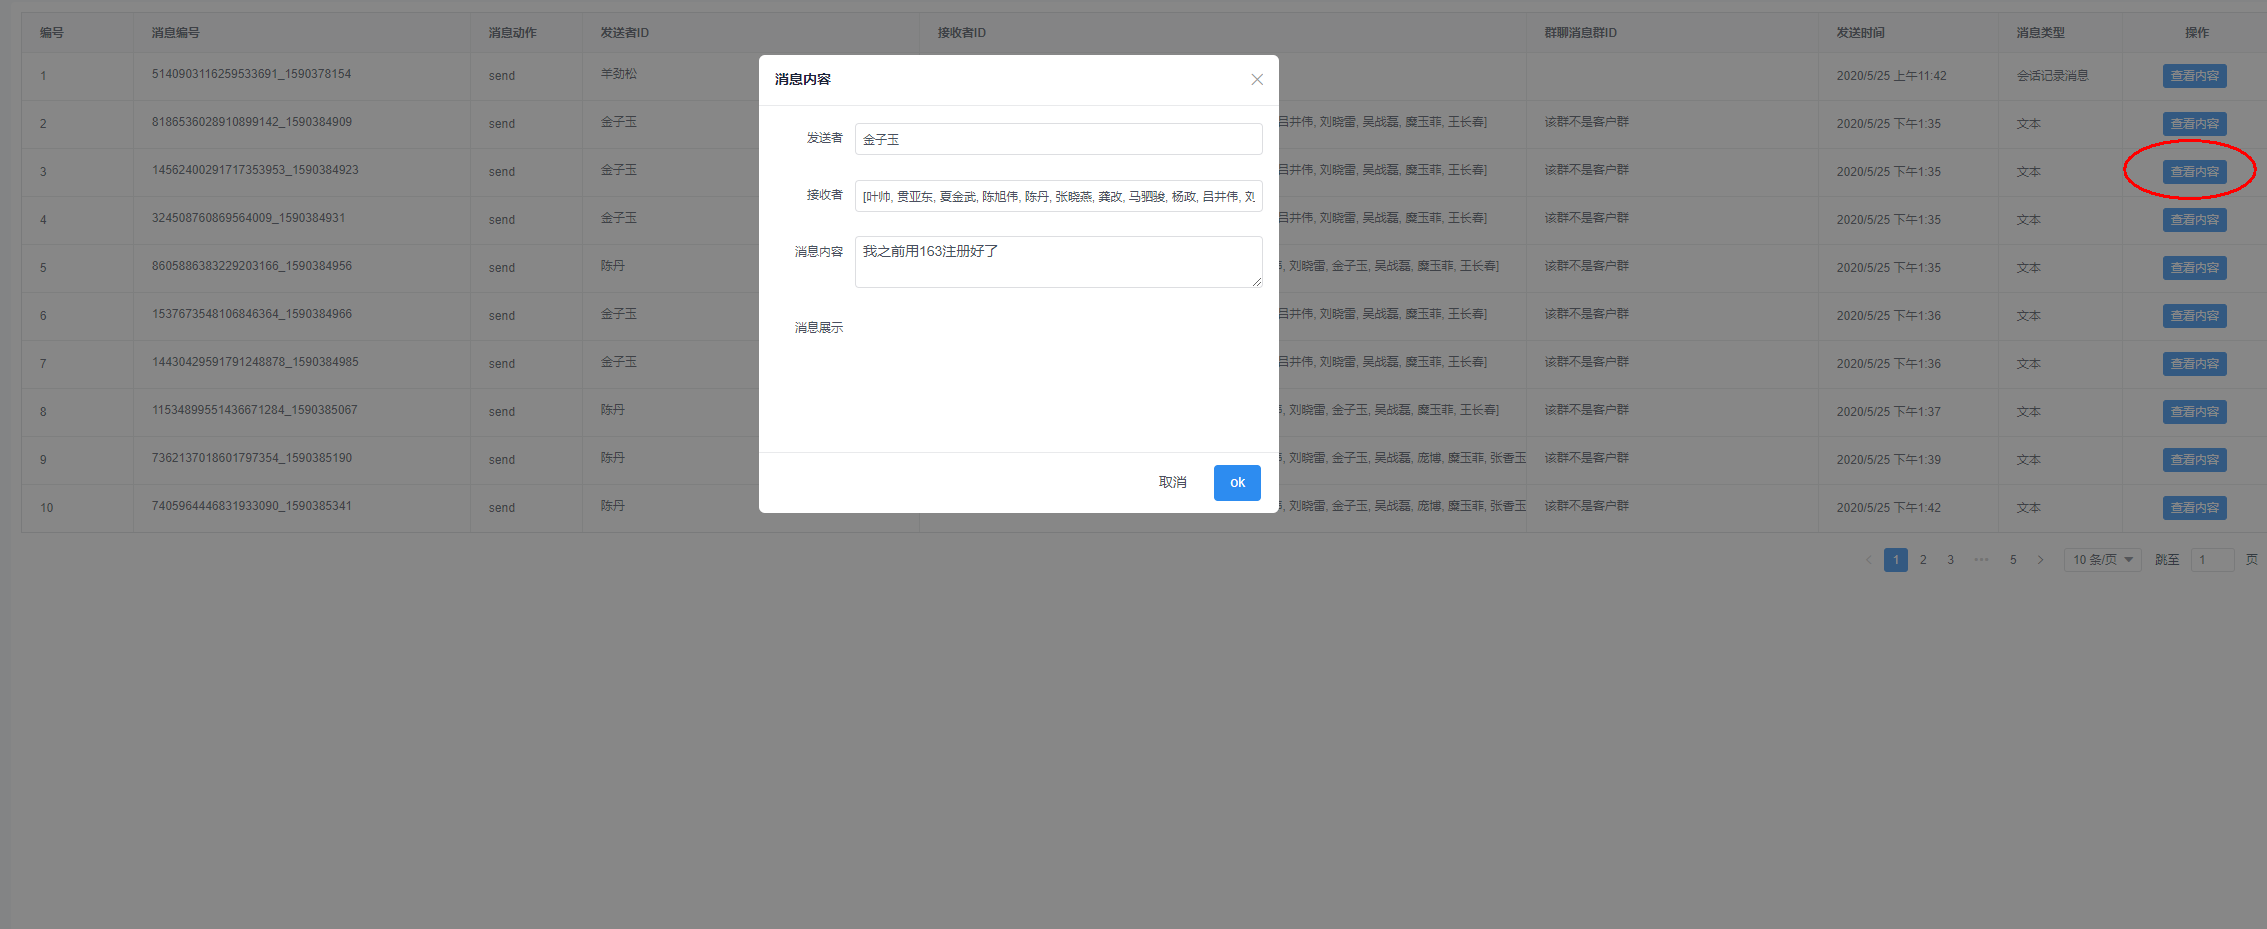 编号 消息编号 消息动作 发送者ID 接收者ID 群聊消息群ID 发送时间 消息类型 操作
1 5140903116259533691_1590378154 send 羊劲松 2020/5/25 上午11:42 会话记录消息 查看内容
2 8186536028910899142_1590384909 send 金子玉 吕井伟, 刘晓雷, 吴战磊, 糜玉菲, 王长春] 该群不是客户群 2020/5/25 下午1:35 文本 查看内容
3 14562400291717353953_1590384923 send 金子玉 吕井伟, 刘晓雷, 吴战磊, 糜玉菲, 王长春] 该群不是客户群 2020/5/25 下午1:35 文本 查看内容
4 324508760869564009_1590384931 send 金子玉 吕井伟, 刘晓雷, 吴战磊, 糜玉菲, 王长春] 该群不是客户群 2020/5/25 下午1:35 文本 查看内容
5 8605886383229203166_1590384956 send 陈丹 , 刘晓雷, 金子玉, 吴战磊, 糜玉菲, 王长春] 该群不是客户群 2020/5/25 下午1:35 文本 查看内容
6 1537673548106846364_1590384966 send 金子玉 吕井伟, 刘晓雷, 吴战磊, 糜玉菲, 王长春] 该群不是客户群 2020/5/25 下午1:36 文本 查看内容
7 14430429591791248878_1590384985 send 金子玉 吕井伟, 刘晓雷, 吴战磊, 糜玉菲, 王长春] 该群不是客户群 2020/5/25 下午1:36 文本 查看内容
8 11534899551436671284_1590385067 send 陈丹 , 刘晓雷, 金子玉, 吴战磊, 糜玉菲, 王长春] 该群不是客户群 2020/5/25 下午1:37 文本 查看内容
9 7362137018601797354_1590385190 send 陈丹 , 刘晓雷, 金子玉, 吴战磊, 庞博, 糜玉菲, 张香玉 该群不是客户群 2020/5/25 下午1:39 文本 查看内容
10 7405964446831933090_1590385341 send 陈丹 , 刘晓雷, 金子玉, 吴战磊, 庞博, 糜玉菲, 张香玉 该群不是客户群 2020/5/25 下午1:42 文本 查看内容
消息内容
发送者 金子玉
接收者 [叶帅, 贯亚东, 夏金武, 陈旭伟, 陈丹, 张晓燕, 龚改, 马驷骏, 杨政, 吕井伟, 刘
消息内容 我之前用163注册好了
消息展示
取消 ok
1 2 3 ••• 5 10 条/页 跳至 1 页